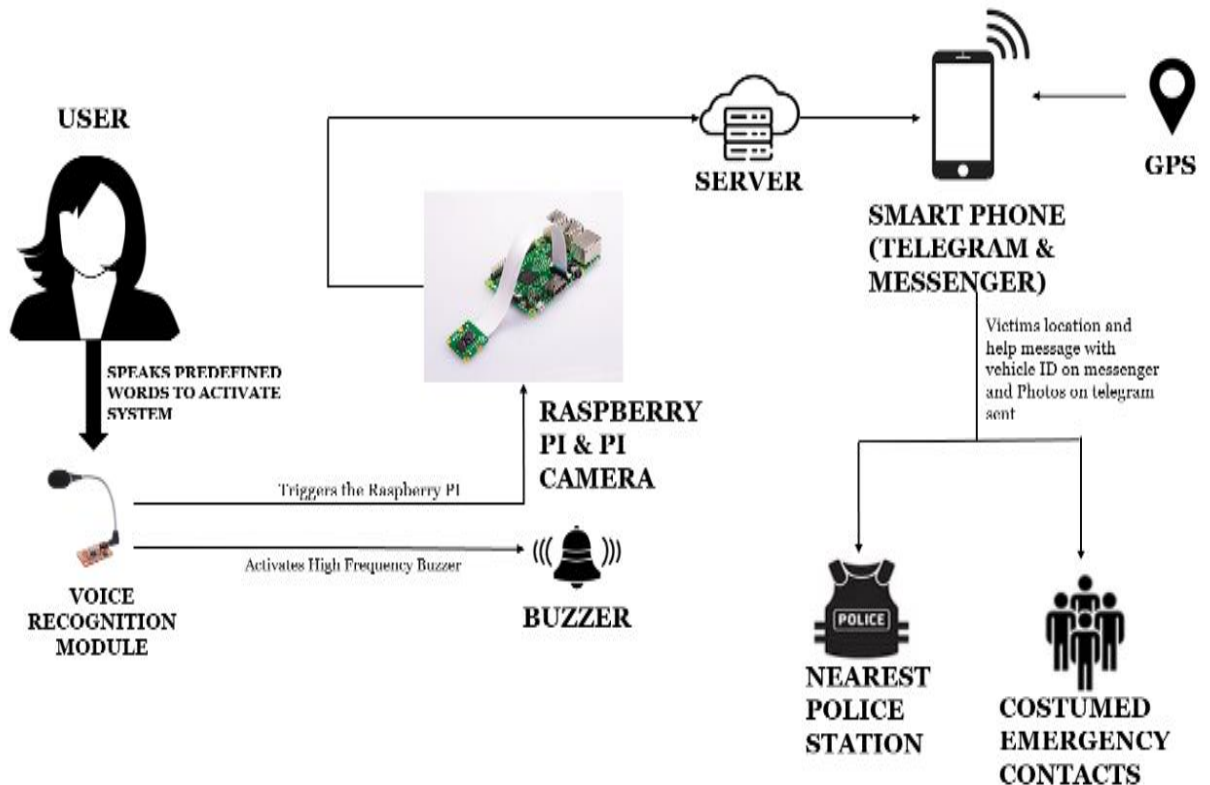 USER
SPEAKS PREDEFINED
WORDS TO ACTIVATE
SYSTEM
VOICE
RECOGNITION
MODULE
Triggers the Raspberry PI
Activates High Frequency Buzzer
RASPBERRY
PI & PI
CAMERA
BUZZER
SERVER
SMART PHONE
(TELEGRAM &
MESSENGER)
GPS
Victims location and
help message with
vehicle ID on messenger
and Photos on telegram
sent
POLICE
NEAREST
POLICE
STATION
COSTUMED
EMERGENCY
CONTACTS